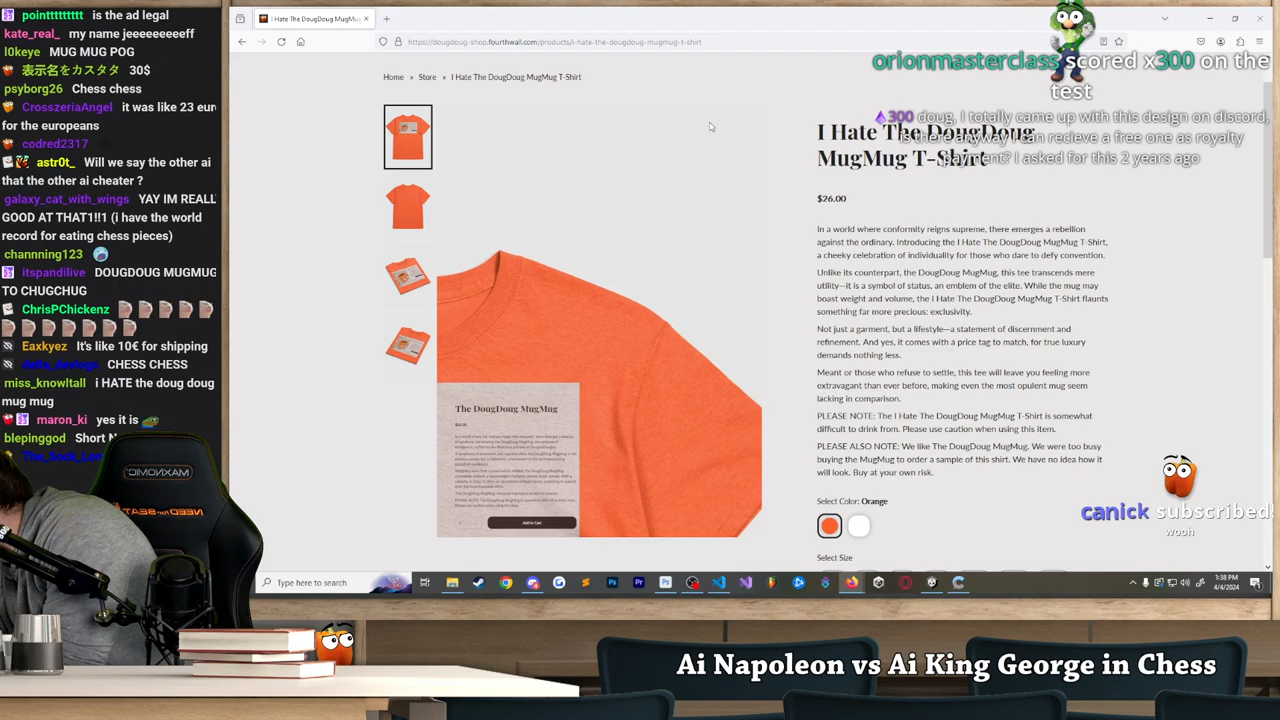 pointttttttt is the ad legal
kate_real_ my name jeeeeeeeeff
l0keye MUG MUG POG
表示名をカスタタ 30$
psyborg26 Chess chess
CrosszeriaAngel it was like 23 eur
for the europeans
codred2317
astr0t_ Will we say the other ai
that the other ai cheater ?
galaxy_cat_with_wings YAY IM REALL
GOOD AT THAT1!!1 (i have the world
record for eating chess pieces)
channning123
itspandilive DOUGDOUG MUGMUG
TO CHUGCHUG
ChrisPChickenz
Eaxkyez It's like 10€ for shipping
CHESS CHESS
miss_knowltall i HATE the doug doug
mug mug
maron_ki yes it is
blepingdog Short N
I Hate The DougDoug MugMu
https://dougdoug-shop.fourthwall.com/products/i-hate-the-dougdoug-mugmug-t-shirt
Home
Store
I Hate The DougDoug MugMug T-Shirt
orionmasterclass scored x300 on the
test
300 doug, I totally came up with this design on discord,
is there anyway I can recieve a free one as royalty
payment? I asked for this 2 years ago
I Hate The DougDoug
MugMug T-Shirt
$26.00
In a world where conformity reigns supreme, there emerges a rebellion
against the ordinary. Introducing the I Hate The DougDoug MugMug T-Shirt,
a cheeky celebration of individuality for those who dare to defy convention.
Unlike its counterpart, the DougDoug MugMug, this tee transcends mere
utility—it is a symbol of status, an emblem of the elite. While the mug may
boast weight and volume, the I Hate The DougDoug MugMug T-Shirt flaunts
something far more precious: exclusivity.
Not just a garment, but a lifestyle—a statement of discernment and
refinement. And yes, it comes with a price tag to match, for true luxury
demands nothing less.
Meant or those who refuse to settle, this tee will leave you feeling more
extravagant than ever before, making even the most opulent mug seem
lacking in comparison.
PLEASE NOTE: The I Hate The DougDoug MugMug T-Shirt is somewhat
difficult to drink from. Please use caution when using this item.
PLEASE ALSO NOTE: We like The DougDoug MugMug. We were too busy
buying the MugMug to order a sample of this shirt. We have no idea how it
will look. Buy at your own risk.
Select Color: Orange
Select Size
The DougDoug MugMug
Add to Cart
canick subscribed
wooh
MAXNOMIC
Type here to search
1:38 PM
4/4/2024
Ai Napoleon vs Ai King George in Chess